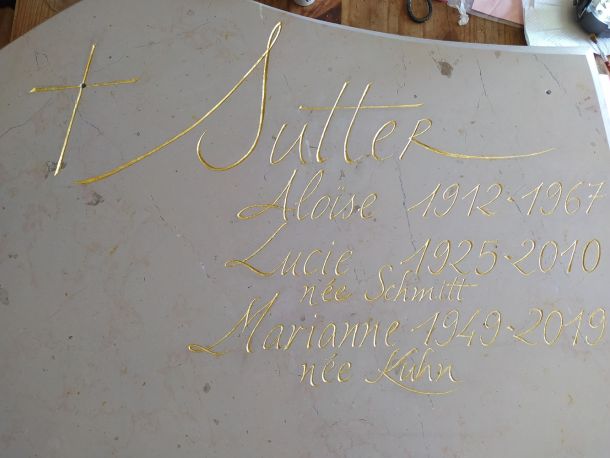 Sutter
Aloïse 1912-1967
Lucie 1925-2010
née Schmitt
Marianne 1949-2019
née Kuhn